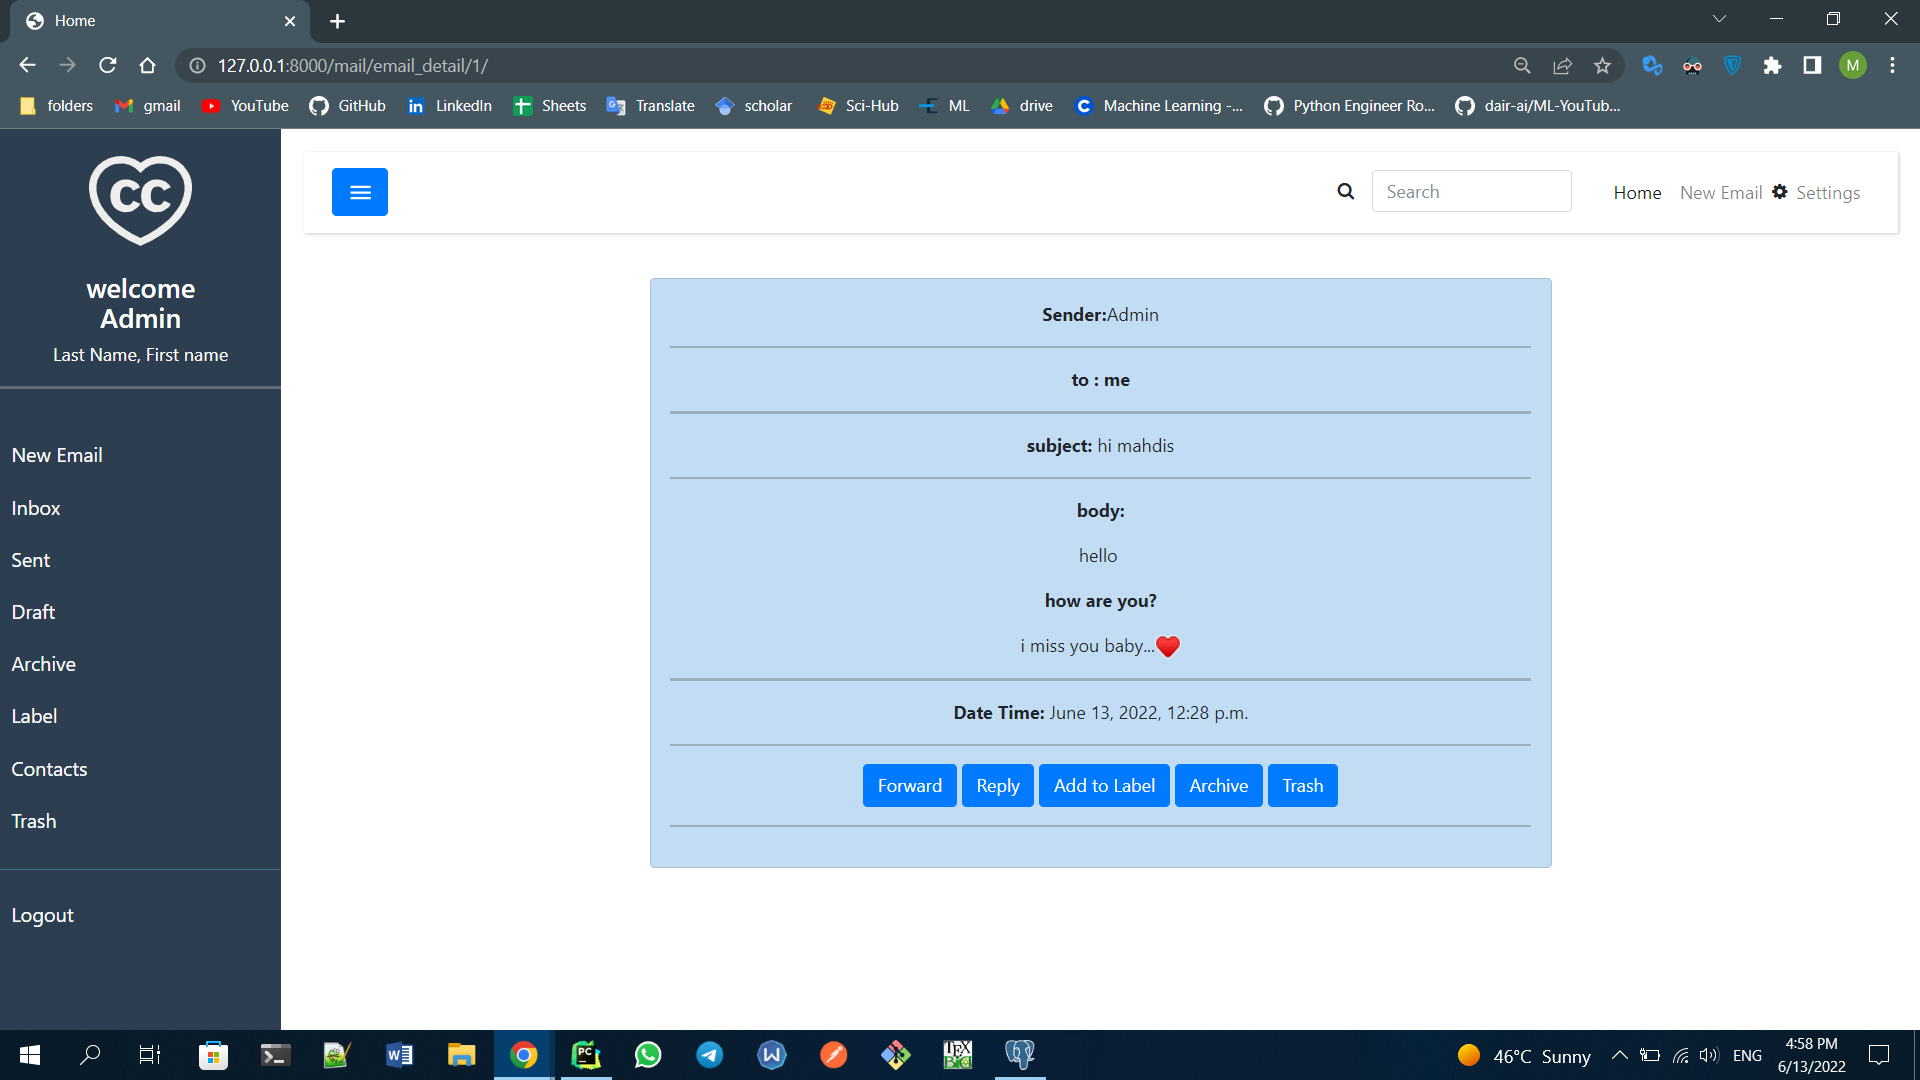 Home
127.0.0.1:8000/mail/email_detail/1/
M
folders gmail YouTube GitHub LinkedIn Sheets Translate scholar Sci-Hub ML drive Machine Learning -... Python Engineer Ro... dair-ai/ML-YouTub...
CC
welcome
Admin
Last Name, First name
New Email
Inbox
Sent
Draft
Archive
Label
Contacts
Trash
Logout
Search Home New Email Settings
Sender:Admin
to : me
subject: hi mahdis
body:
hello
how are you?
i miss you baby...❤
Date Time: June 13, 2022, 12:28 p.m.
Forward Reply Add to Label Archive Trash
46°C Sunny ENG
4:58 PM
6/13/2022